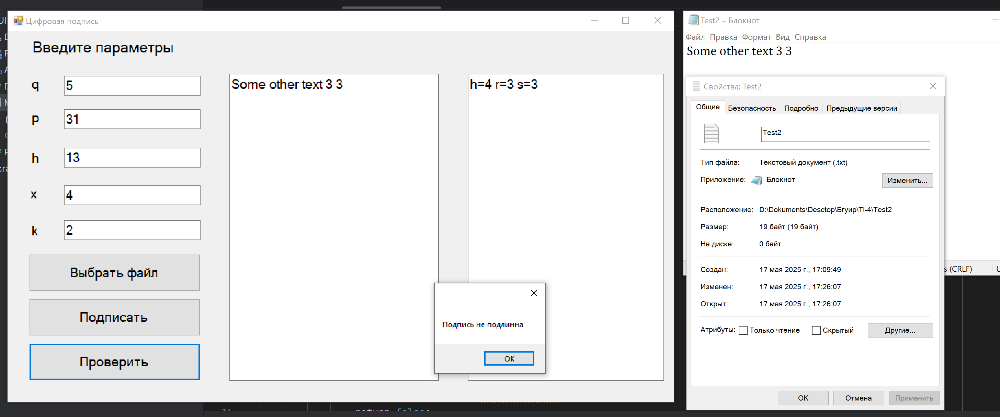 Цифровая подпись
Введите параметры
q 5
p 31
h 13
x 4
k 2
Выбрать файл
Подписать
Проверить
Some other text 3 3
h=4 r=3 s=3
Подпись не подлинна
ОК
Test2 – Блокнот
Файл Правка Формат Вид Справка
Some other text 3 3
Свойства: Test2
Общие Безопасность Подробно Предыдущие версии
Test2
Тип файла: Текстовый документ (.txt)
Приложение: Блокнот Изменить...
Расположение: D:\Dokuments\Desctop\Бгуир\TI-4\Test2
Размер: 19 байт (19 байт)
На диске: 0 байт
Создан: 17 мая 2025 г., 17:09:49
Изменен: 17 мая 2025 г., 17:26:07
Открыт: 17 мая 2025 г., 17:26:07
Атрибуты: Только чтение Скрытый Другие...
ОК Отмена Применить
(CRLF)
return false;